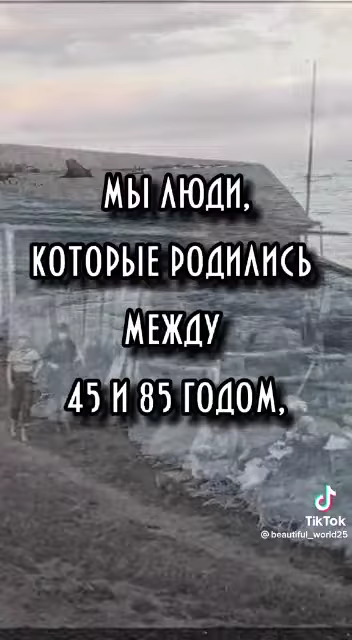 МЫ ЛЮДИ,
КОТОРЫЕ РОДИЛИСЬ
МЕЖДУ
45 И 85 ГОДОМ,
TikTok
@beautiful_world25